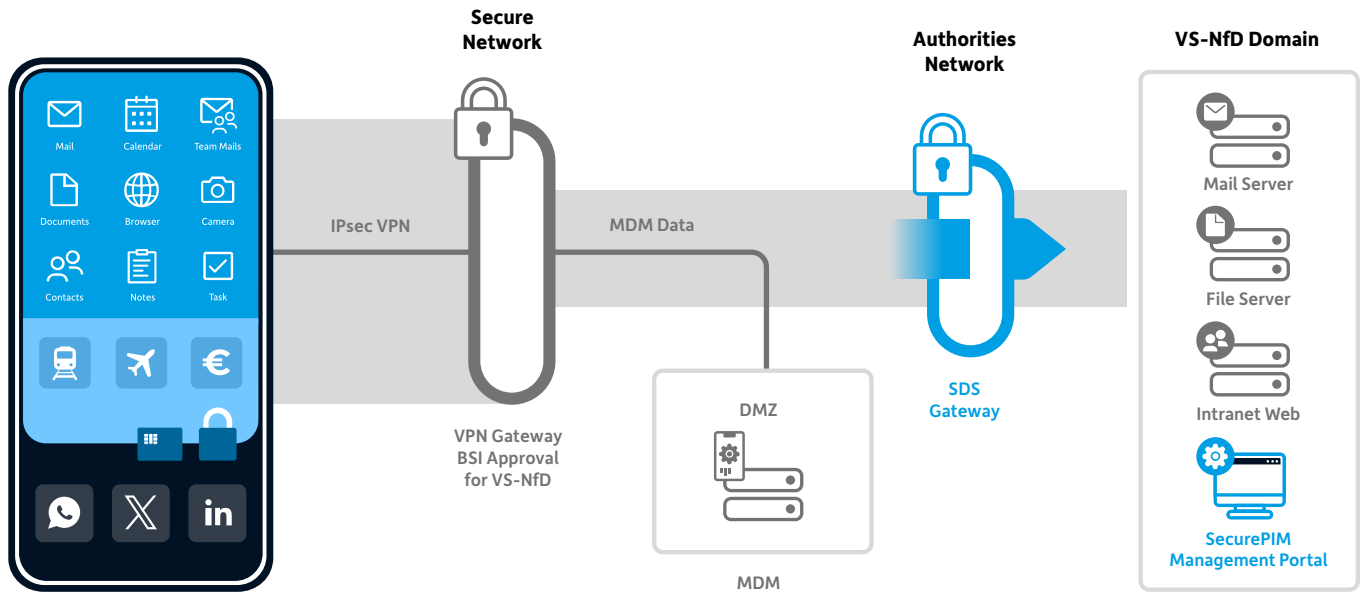 Secure
Network
Authorities
Network
VS-NfD Domain
Mail
Calendar
Team Mails
Documents
Browser
Camera
Contacts
Notes
Task
€
X
in
IPsec VPN
MDM Data
VPN Gateway
BSI Approval
for VS-NfD
DMZ
MDM
SDS
Gateway
Mail Server
File Server
Intranet Web
SecurePIM
Management Portal